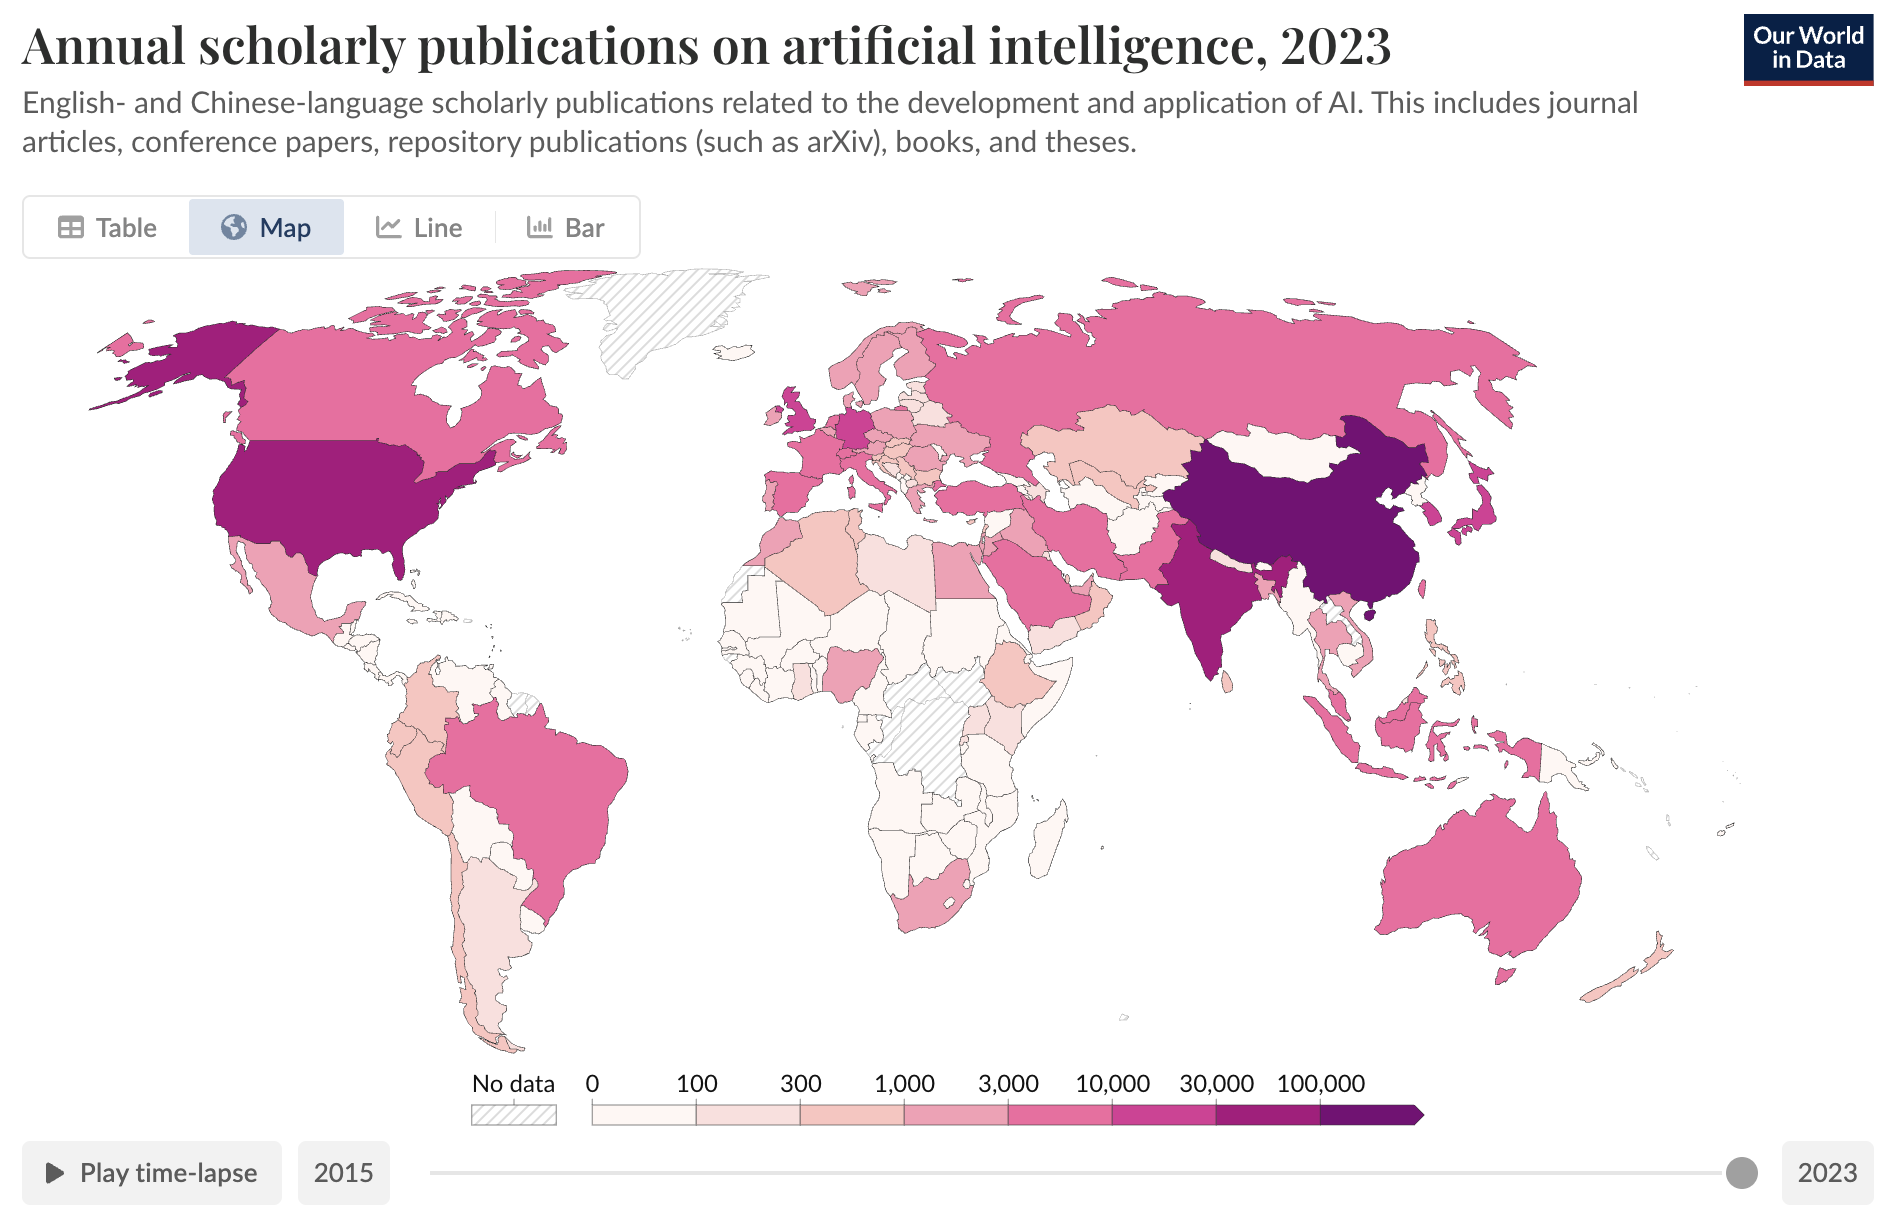 Annual scholarly publications on artificial intelligence, 2023
Our World
in Data
English- and Chinese-language scholarly publications related to the development and application of AI. This includes journal
articles, conference papers, repository publications (such as arXiv), books, and theses.
Table Map Line Bar
No data 0 100 300 1,000 3,000 10,000 30,000 100,000
Play time-lapse 2015 2023